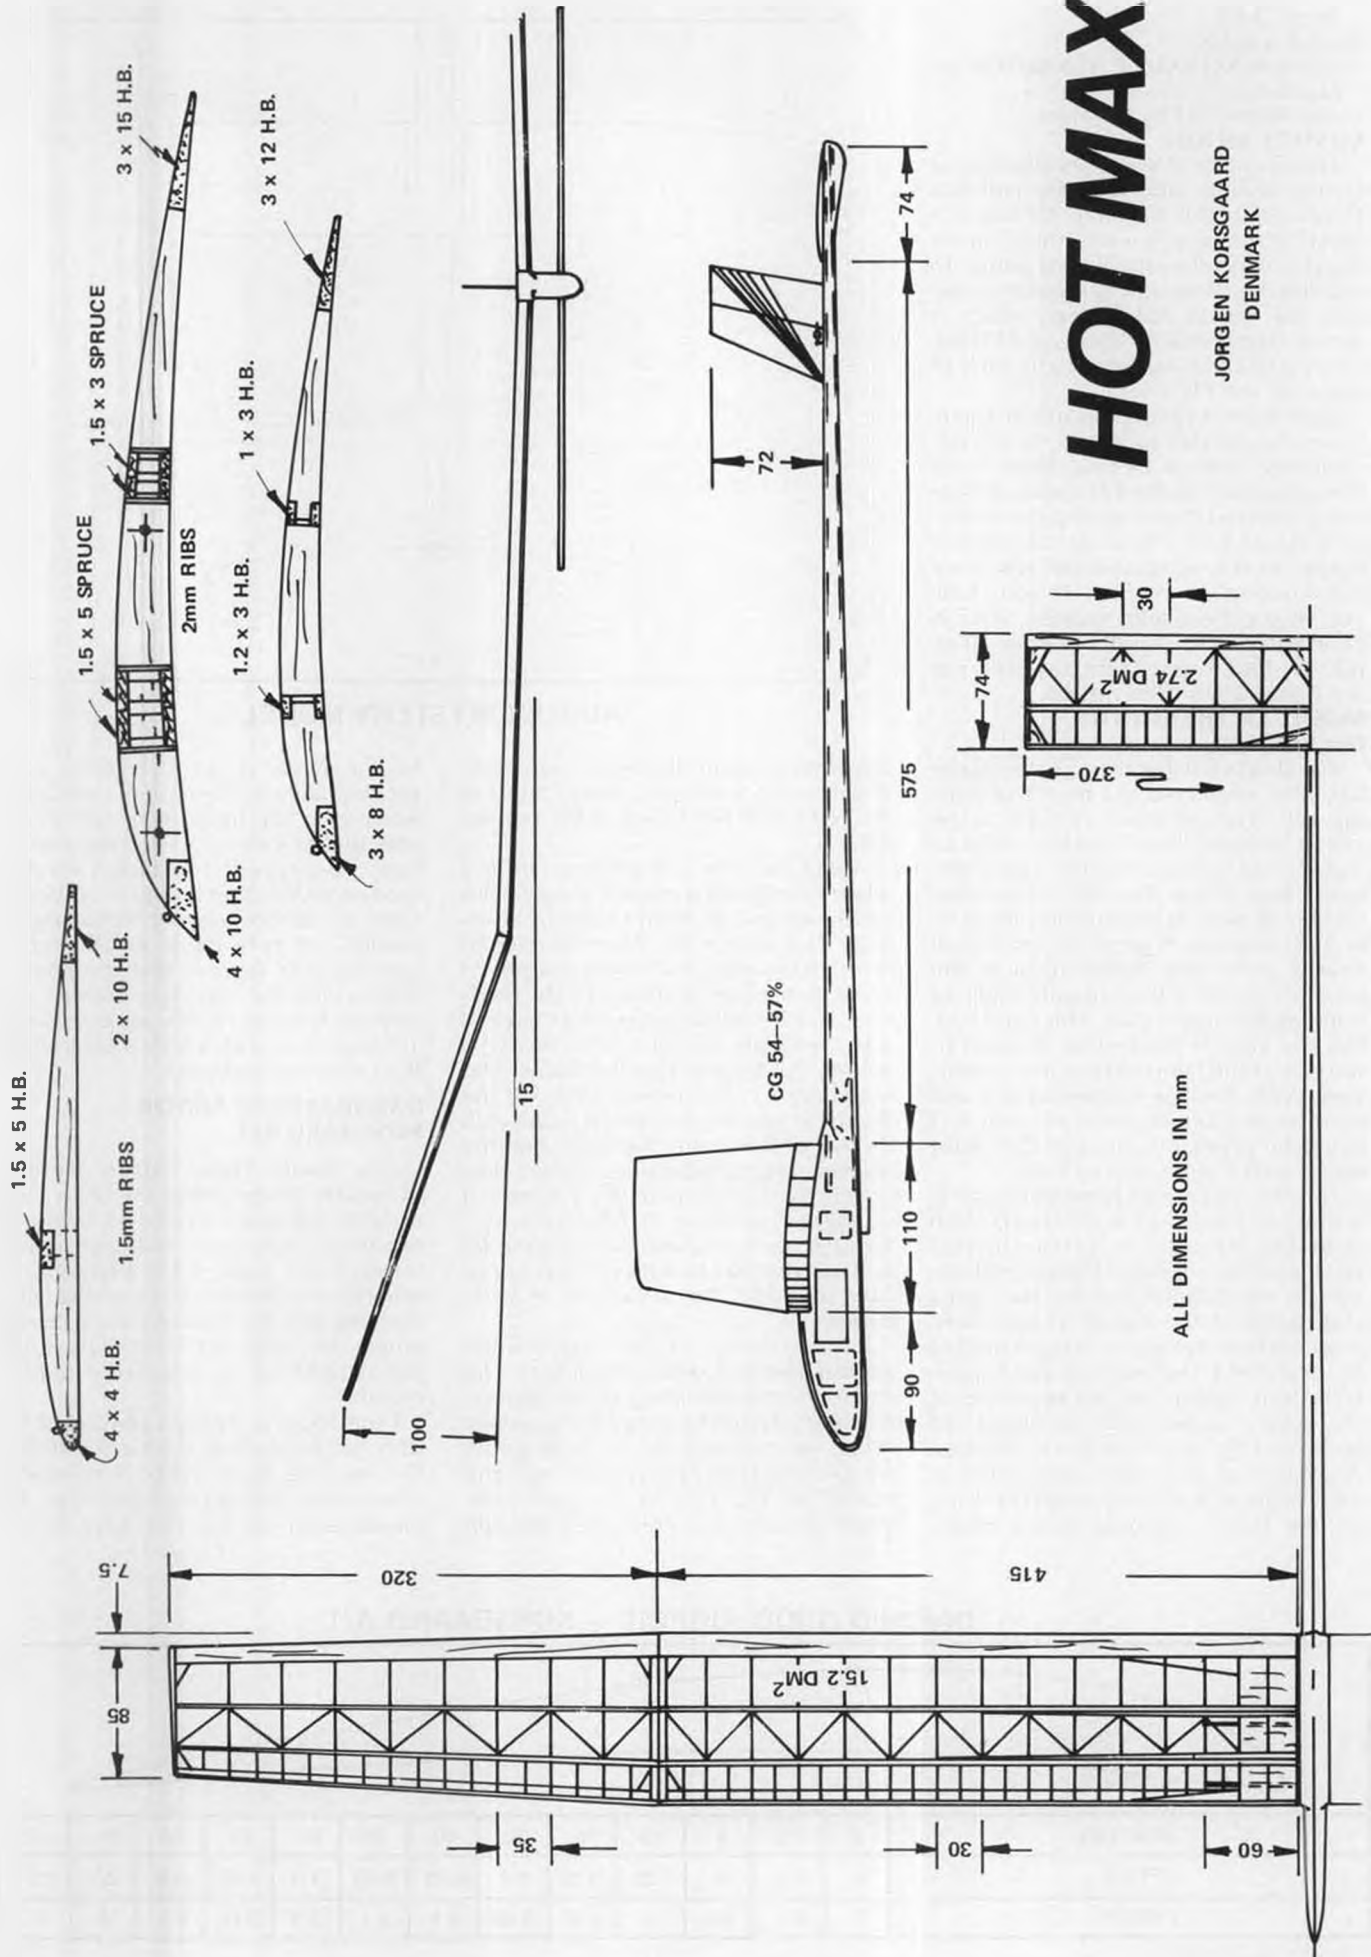 HOT MAX
JORGEN KORSGAARD
DENMARK
1.5 x 5 H.B.
4 x 4 H.B.
1.5mm RIBS
2 x 10 H.B.
1.5 x 5 SPRUCE
1.5 x 3 SPRUCE
3 x 15 H.B.
4 x 10 H.B.
2mm RIBS
1.2 x 3 H.B.
1 x 3 H.B.
3 x 12 H.B.
3 x 8 H.B.
100
15
CG 54–57%
72
90
110
575
74
ALL DIMENSIONS IN mm
74
30
370
2.74 DM²
7.5
85
320
415
15.2 DM²
35
30
60